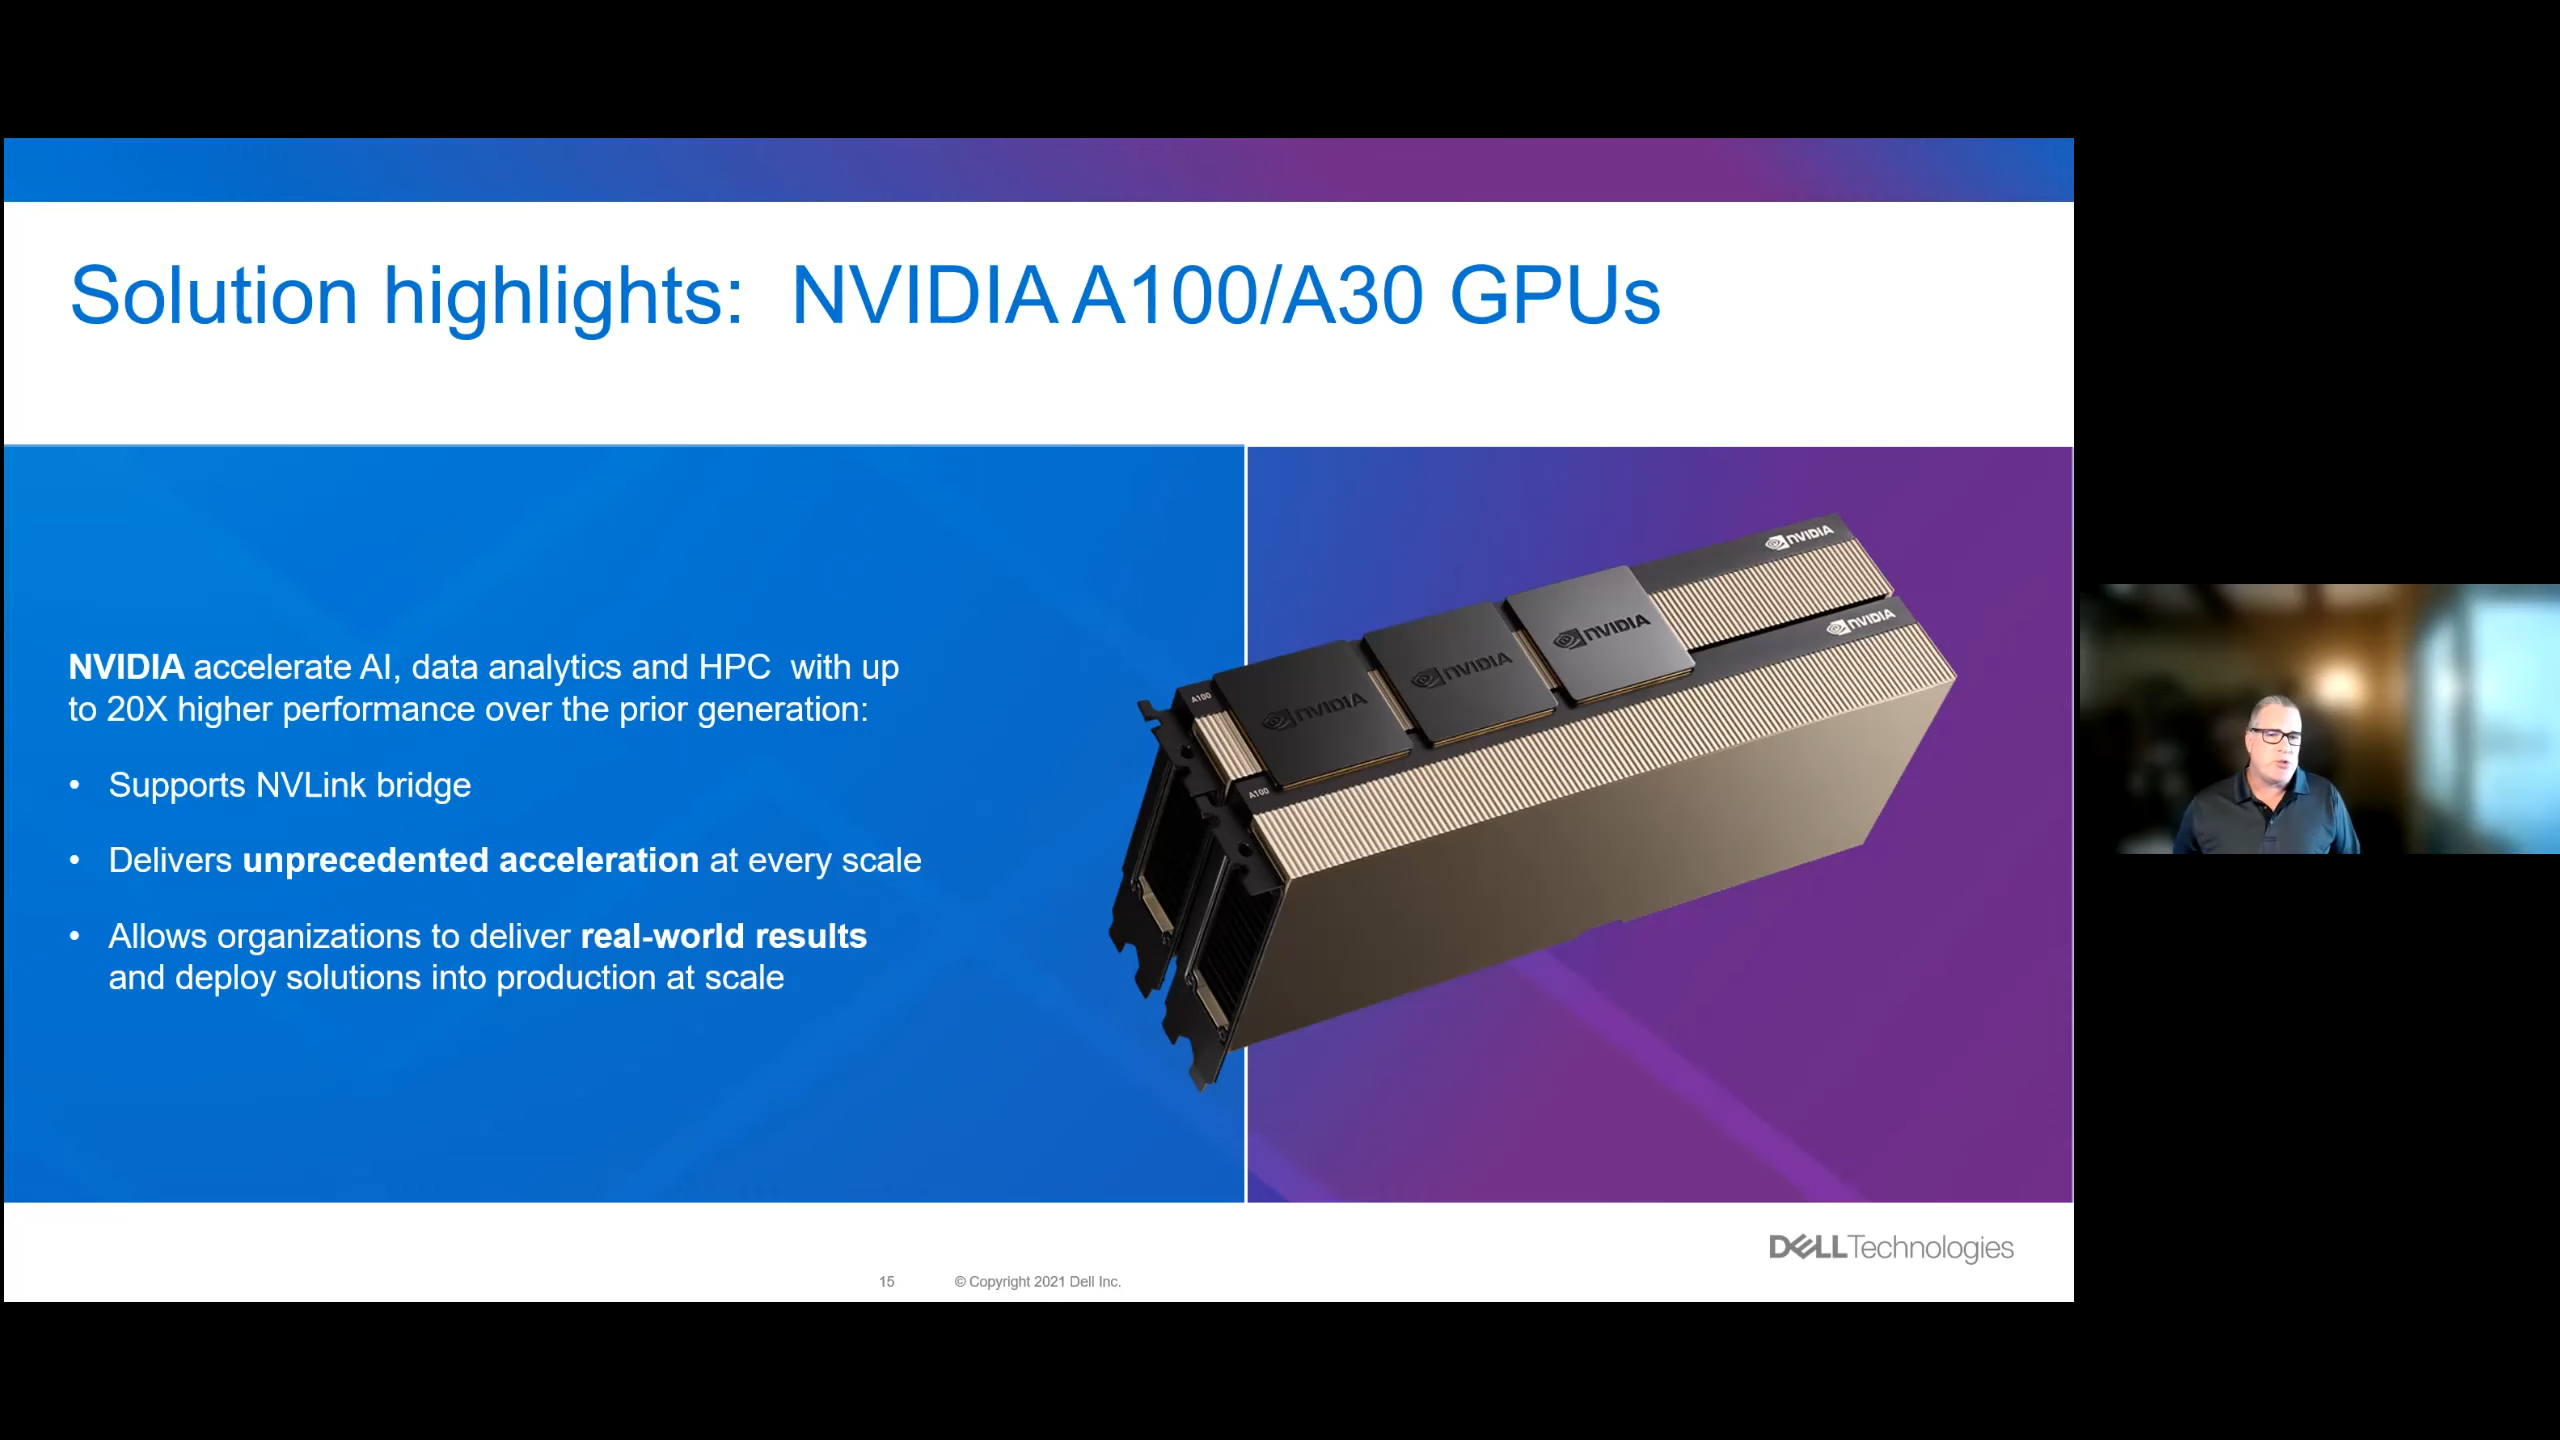 Solution highlights:  NVIDIA A100/A30 GPUs
NVIDIA accelerate AI, data analytics and HPC  with up
to 20X higher performance over the prior generation:
• Supports NVLink bridge
• Delivers unprecedented acceleration at every scale
• Allows organizations to deliver real-world results
and deploy solutions into production at scale
NVIDIA
NVIDIA
NVIDIA
NVIDIA
NVIDIA
A100
A100
DELL Technologies
15
© Copyright 2021 Dell Inc.